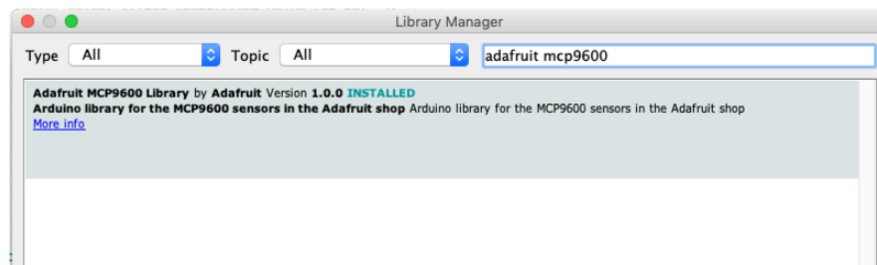 Library Manager
Type All Topic All adafruit mcp9600
Adafruit MCP9600 Library by Adafruit Version 1.0.0 INSTALLED
Arduino library for the MCP9600 sensors in the Adafruit shop Arduino library for the MCP9600 sensors in the Adafruit shop
More info